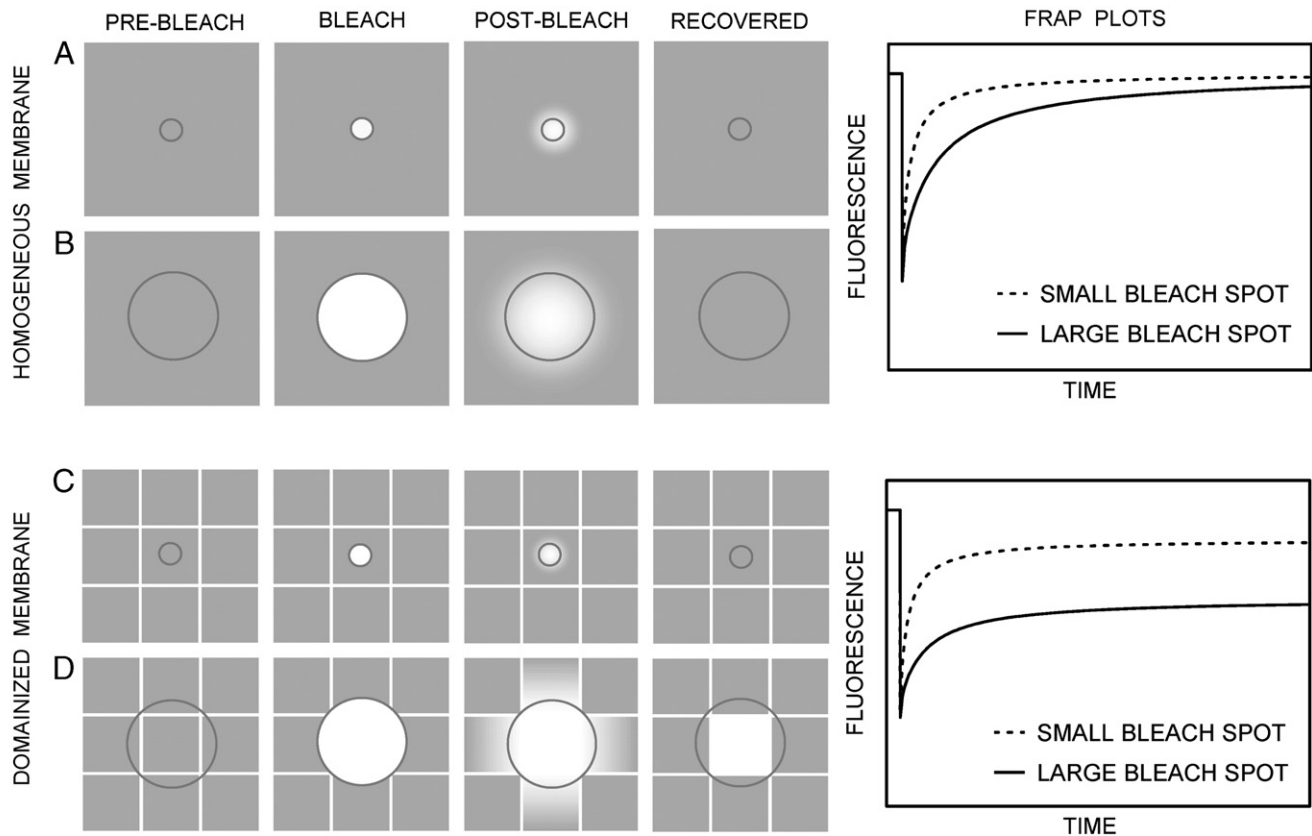 PRE-BLEACH BLEACH POST-BLEACH RECOVERED FRAP PLOTS
A
B
HOMOGENEOUS MEMBRANE
FLUORESCENCE
SMALL BLEACH SPOT
LARGE BLEACH SPOT
TIME
C
D
DOMAINIZED MEMBRANE
FLUORESCENCE
SMALL BLEACH SPOT
LARGE BLEACH SPOT
TIME